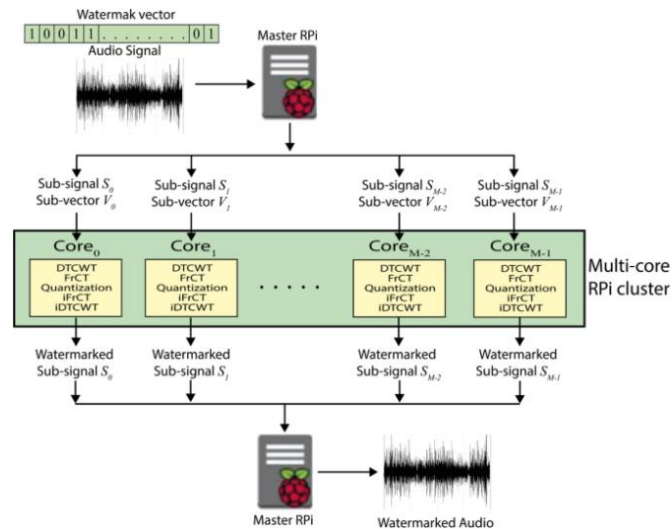 Watermak vector
1 0 0 1 1 . . . . . . . . 0 1
Audio Signal
Master RPi
Sub-signal S0
Sub-vector V0
Sub-signal S1
Sub-vector V1
Sub-signal SM-2
Sub-vector VM-2
Sub-signal SM-1
Sub-vector VM-1
Core0
DTCWT
FrCT
Quantization
iFrCT
iDTCWT
Core1
DTCWT
FrCT
Quantization
iFrCT
iDTCWT
. . . . .
CoreM-2
DTCWT
FrCT
Quantization
iFrCT
iDTCWT
CoreM-1
DTCWT
FrCT
Quantization
iFrCT
iDTCWT
Multi-core
RPi cluster
Watermarked
Sub-signal S0
Watermarked
Sub-signal S1
Watermarked
Sub-signal SM-2
Watermarked
Sub-signal SM-1
Master RPi
Watermarked Audio